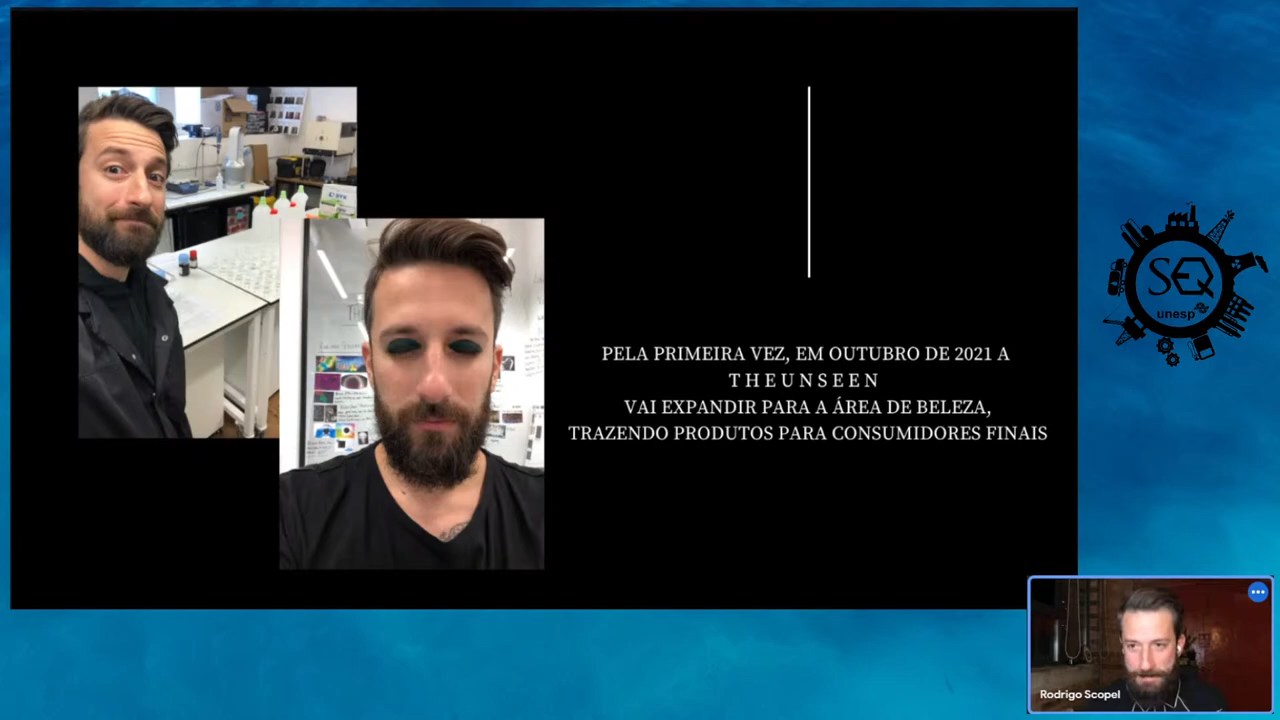 PELA PRIMEIRA VEZ, EM OUTUBRO DE 2021 A
THEUNSEEN
VAI EXPANDIR PARA A ÁREA DE BELEZA,
TRAZENDO PRODUTOS PARA CONSUMIDORES FINAIS
SEQ
unesp
Rodrigo Scopel